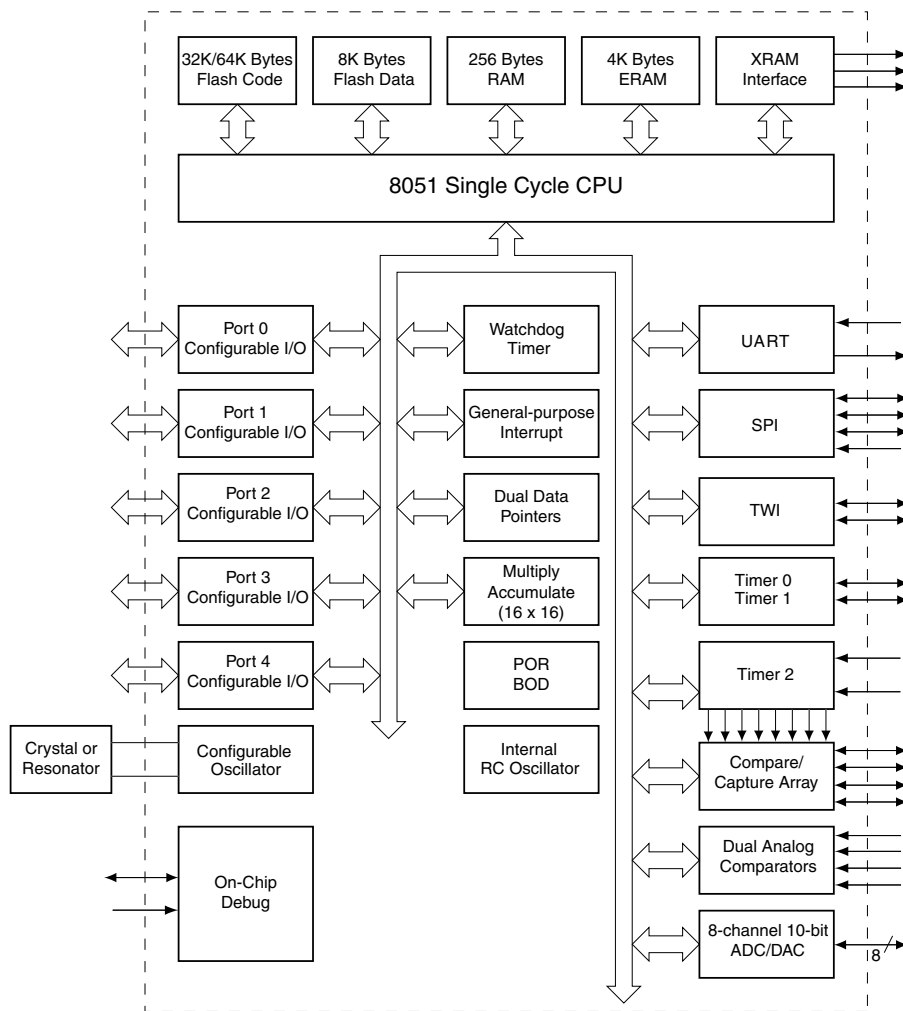 32K/64K Bytes
Flash Code
8K Bytes
Flash Data
256 Bytes
RAM
4K Bytes
ERAM
XRAM
Interface
8051 Single Cycle CPU
Port 0
Configurable I/O
Watchdog
Timer
UART
Port 1
Configurable I/O
General-purpose
Interrupt
SPI
Port 2
Configurable I/O
Dual Data
Pointers
TWI
Port 3
Configurable I/O
Multiply
Accumulate
(16 x 16)
Timer 0
Timer 1
Port 4
Configurable I/O
POR
BOD
Timer 2
Crystal or
Resonator
Configurable
Oscillator
Internal
RC Oscillator
Compare/
Capture Array
On-Chip
Debug
Dual Analog
Comparators
8-channel 10-bit
ADC/DAC
8